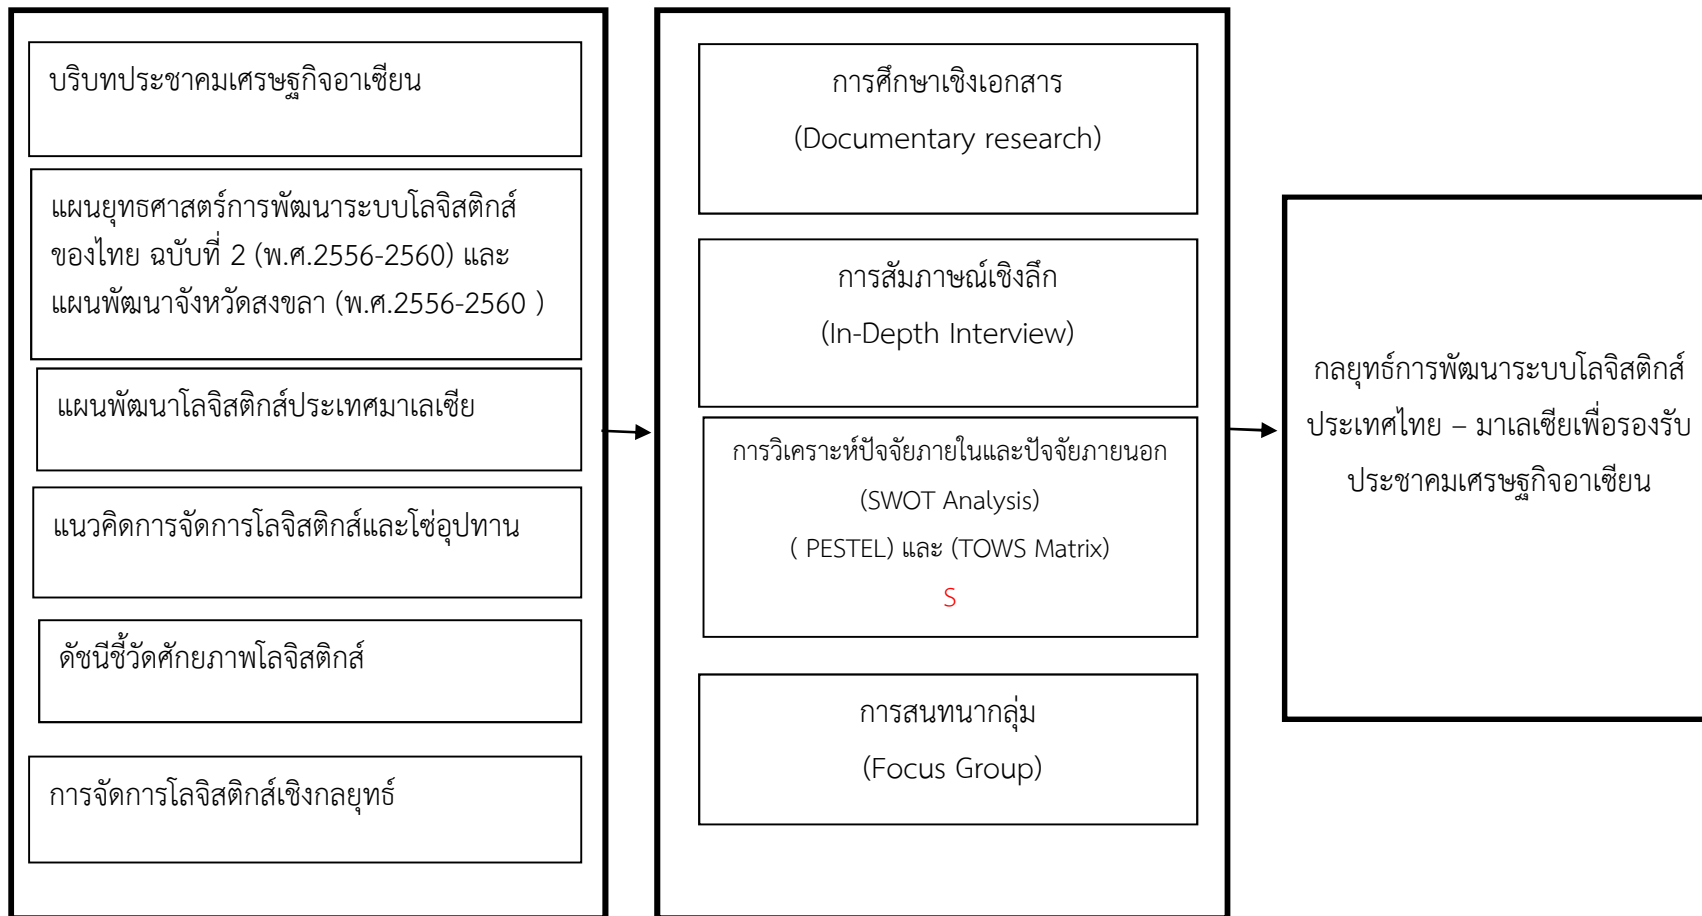 บริบทประชาคมเศรษฐกิจอาเซียน
แผนยุทธศาสตร์การพัฒนาระบบโลจิสติกส์
ของไทย ฉบับที่ 2 (พ.ศ.2556-2560) และ
แผนพัฒนาจังหวัดสงขลา (พ.ศ.2556-2560 )
แผนพัฒนาโลจิสติกส์ประเทศมาเลเซีย
แนวคิดการจัดการโลจิสติกส์และโซ่อุปทาน
ดัชนีชี้วัดศักยภาพโลจิสติกส์
การจัดการโลจิสติกส์เชิงกลยุทธ์
การศึกษาเชิงเอกสาร
(Documentary research)
การสัมภาษณ์เชิงลึก
(In-Depth Interview)
การวิเคราะห์ปัจจัยภายในและปัจจัยภายนอก
(SWOT Analysis)
( PESTEL) และ (TOWS Matrix)
S
การสนทนากลุ่ม
(Focus Group)
กลยุทธ์การพัฒนาระบบโลจิสติกส์
ประเทศไทย – มาเลเซียเพื่อรองรับ
ประชาคมเศรษฐกิจอาเซียน